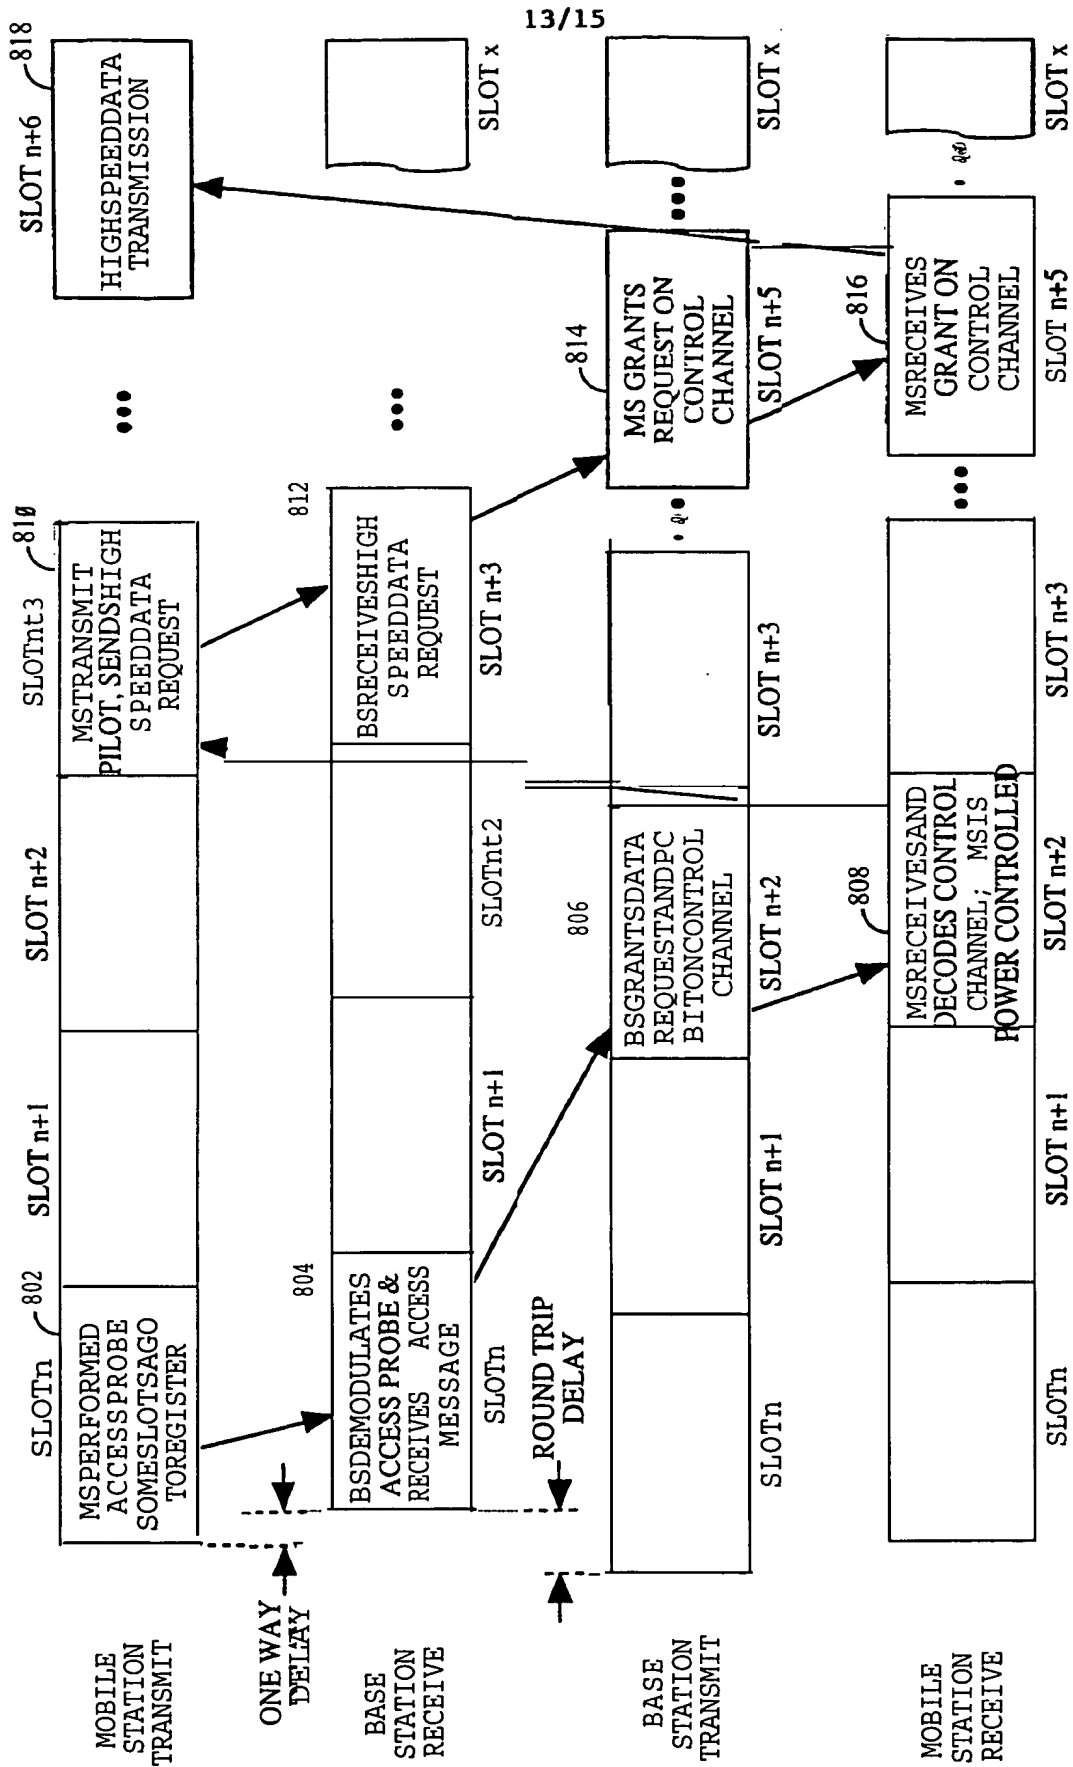 13/15
MOBILE
STATION
TRANSMIT
SLOTn
802
MSPERFORMED
ACCESSPROBE
SOMESLOTSAGO
TOREGISTER
SLOT n+1
SLOT n+2
SLOTnt3
810
MSTRANSMIT
PILOT, SENDSHIGH
SPEEDDATA
REQUEST
SLOT n+6
818
HIGHSPEEDDATA
TRANSMISSION
ONE WAY
DELAY
BASE
STATION
RECEIVE
804
BSDEMODULATES
ACCESS PROBE &
RECEIVES ACCESS
MESSAGE
SLOTn
SLOT n+1
SLOTnt2
812
BSRECEIVESHIGH
SPEEDDATA
REQUEST
SLOT n+3
SLOT x
ROUND TRIP
DELAY
BASE
STATION
TRANSMIT
SLOTn
SLOT n+1
806
BSGRANTSDATA
REQUESTANDPC
BITONCONTROL
CHANNEL
SLOT n+2
SLOT n+3
814
MS GRANTS
REQUEST ON
CONTROL
CHANNEL
SLOT n+5
SLOT x
MOBILE
STATION
RECEIVE
SLOTn
SLOT n+1
808
MSRECEIVESAND
DECODES CONTROL
CHANNEL; MSIS
POWER CONTROLLED
SLOT n+2
SLOT n+3
816
MSRECEIVES
GRANT ON
CONTROL
CHANNEL
SLOT n+5
SLOT x